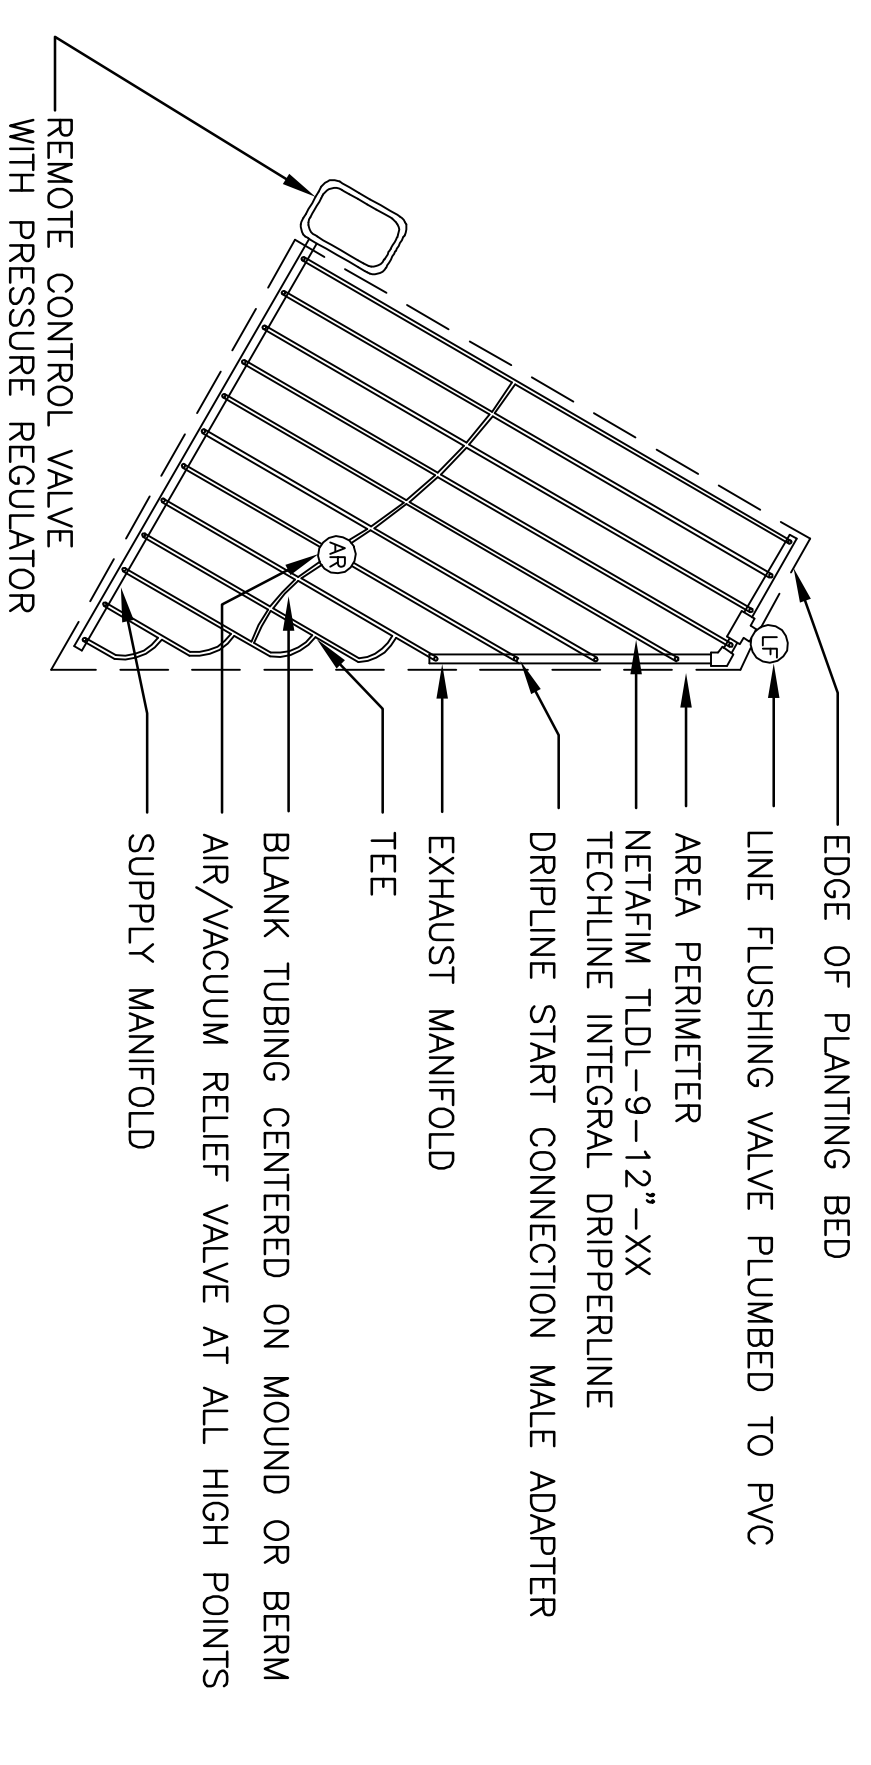 EDGE OF PLANTING BED
LINE FLUSHING VALVE PLUMBED TO PVC
AREA PERIMETER
NETAFIM TLDL-9-12"-XX
TECHLINE INTEGRAL DRIPPERLINE
DRIPLINE START CONNECTION MALE ADAPTER
EXHAUST MANIFOLD
TEE
BLANK TUBING CENTERED ON MOUND OR BERM
AIR/VACUUM RELIEF VALVE AT ALL HIGH POINTS
SUPPLY MANIFOLD
REMOTE CONTROL VALVE
WITH PRESSURE REGULATOR
LF
AR